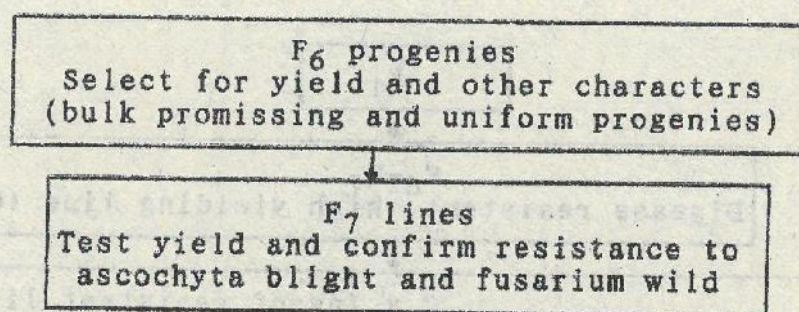 F6 progenies
Select for yield and other characters
(bulk promissing and uniform progenies)
F7 lines
Test yield and confirm resistance to
ascochyta blight and fusarium wild